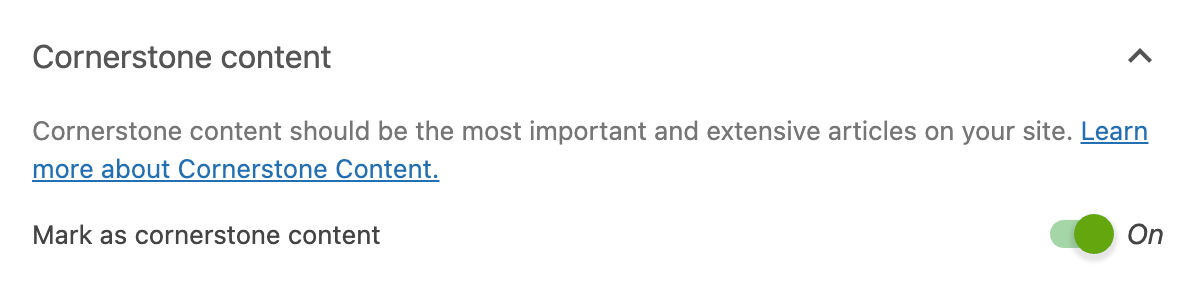 Cornerstone content
Cornerstone content should be the most important and extensive articles on your site. Learn
more about Cornerstone Content.
Mark as cornerstone content On